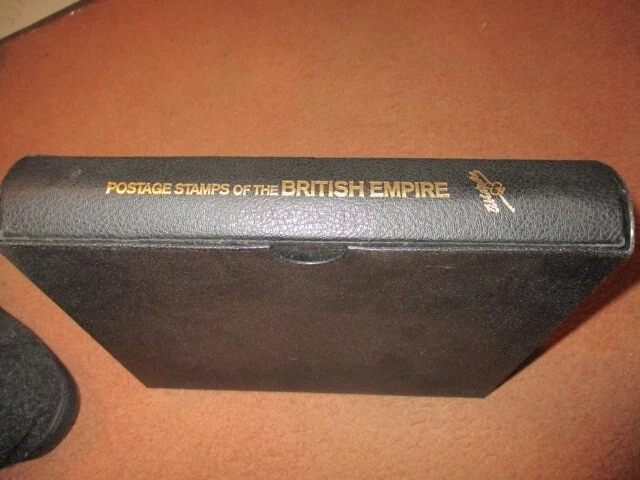 POSTAGE STAMPS OF THE BRITISH EMPIRE